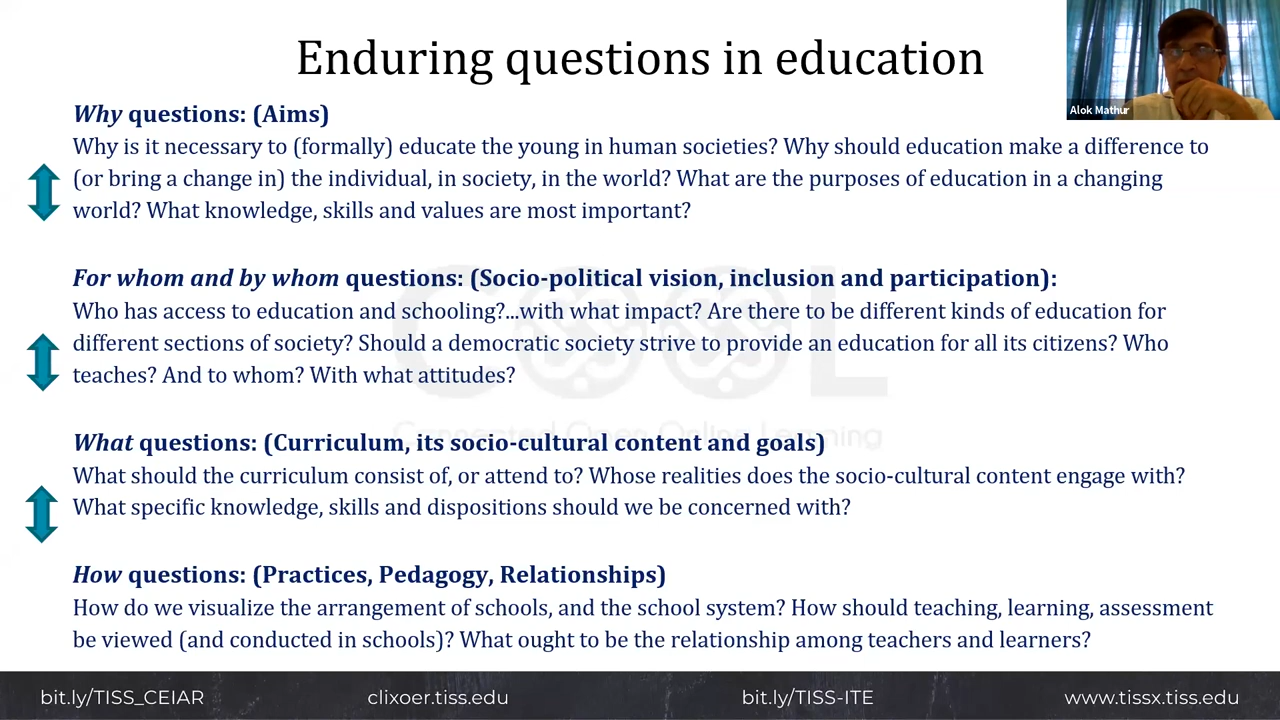 Enduring questions in education
Alok Mathur
Why questions: (Aims)
Why is it necessary to (formally) educate the young in human societies? Why should education make a difference to
(or bring a change in) the individual, in society, in the world? What are the purposes of education in a changing
world? What knowledge, skills and values are most important?
For whom and by whom questions: (Socio-political vision, inclusion and participation):
Who has access to education and schooling?...with what impact? Are there to be different kinds of education for
different sections of society? Should a democratic society strive to provide an education for all its citizens? Who
teaches? And to whom? With what attitudes?
COOL
Connected Open Online Learning
What questions: (Curriculum, its socio-cultural content and goals)
What should the curriculum consist of, or attend to? Whose realities does the socio-cultural content engage with?
What specific knowledge, skills and dispositions should we be concerned with?
How questions: (Practices, Pedagogy, Relationships)
How do we visualize the arrangement of schools, and the school system? How should teaching, learning, assessment
be viewed (and conducted in schools)? What ought to be the relationship among teachers and learners?
bit.ly/TISS_CEIAR
clixoer.tiss.edu
bit.ly/TISS-ITE
www.tissx.tiss.edu